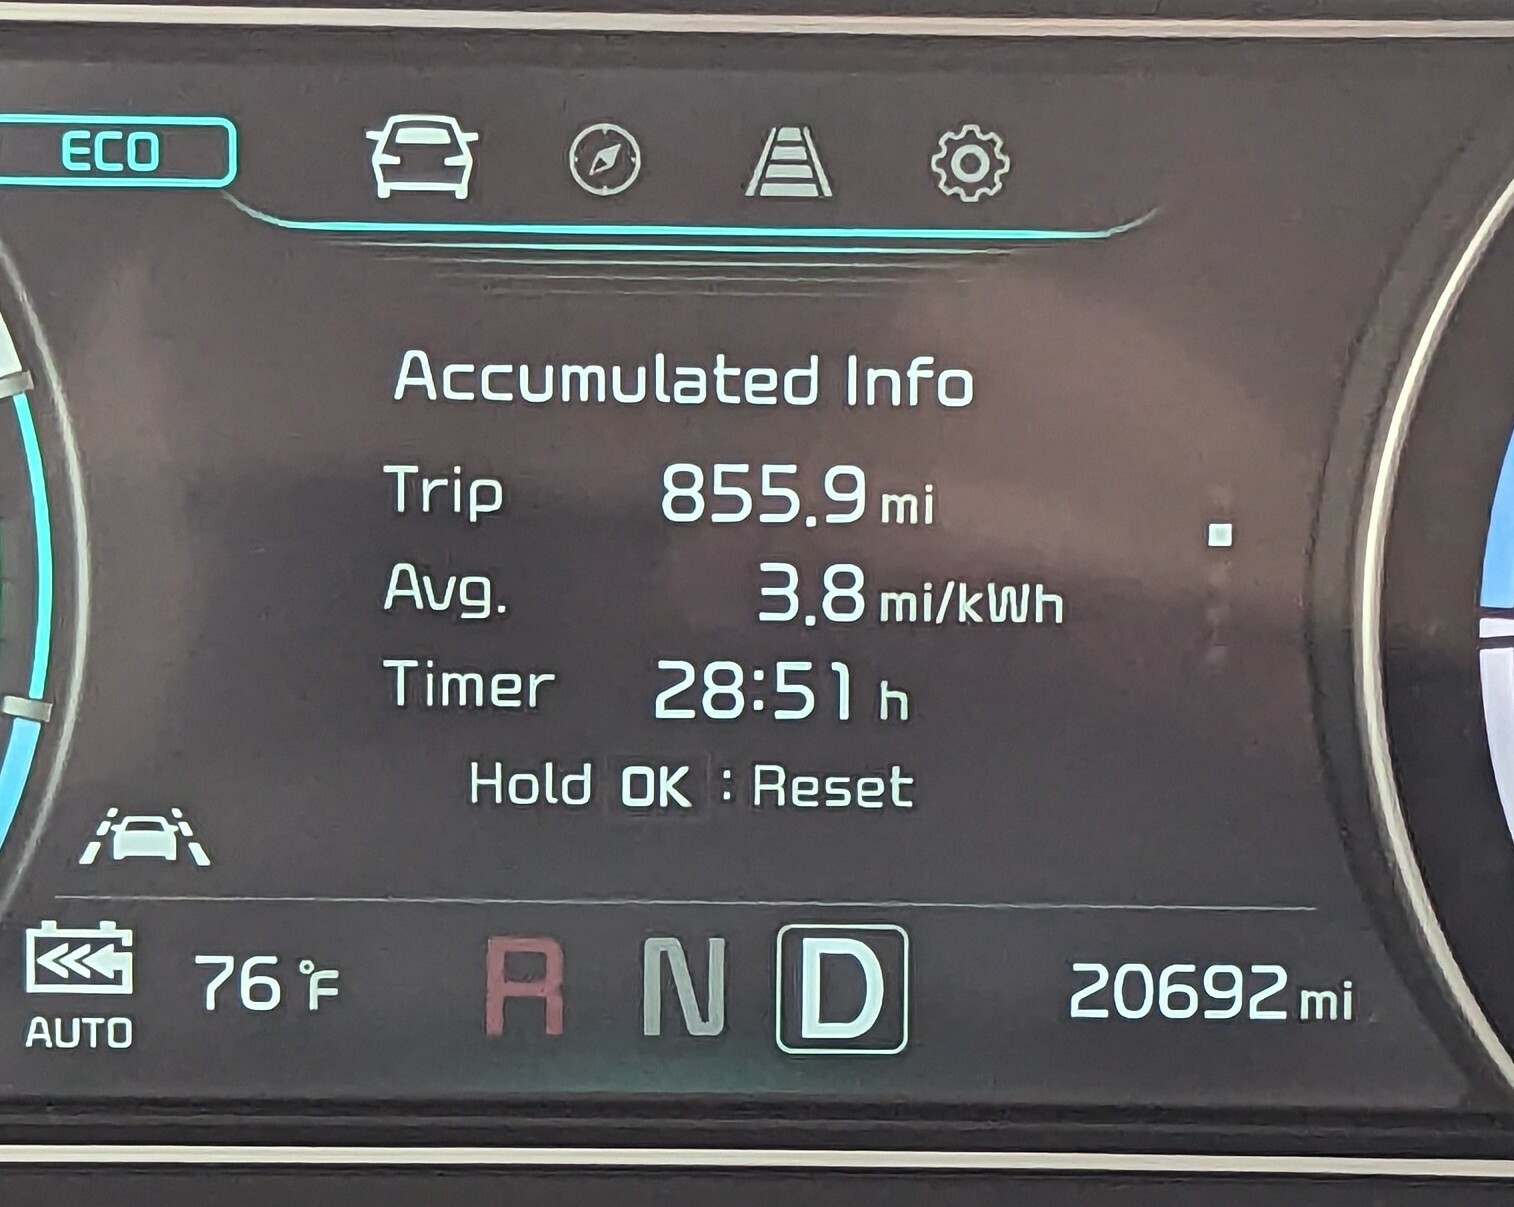 ECO
Accumulated Info
Trip 855.9 mi
Avg. 3.8 mi/kWh
Timer 28:51 h
Hold OK : Reset
76 °F R N D 20692 mi
AUTO